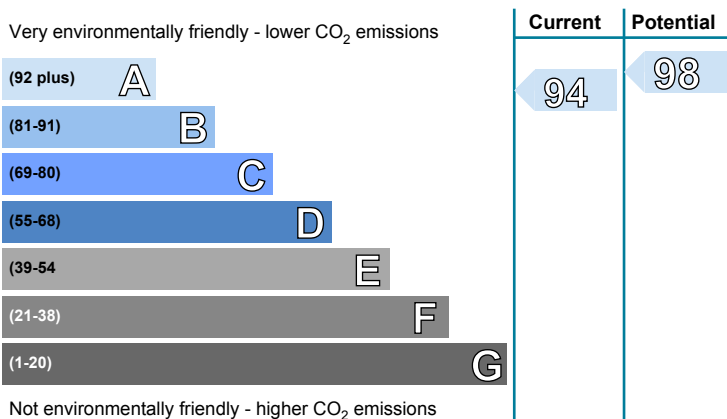 Very environmentally friendly - lower CO2 emissions
Current
Potential
(92 plus) A
94
98
(81-91) B
(69-80) C
(55-68) D
(39-54 E
(21-38) F
(1-20) G
Not environmentally friendly - higher CO2 emissions